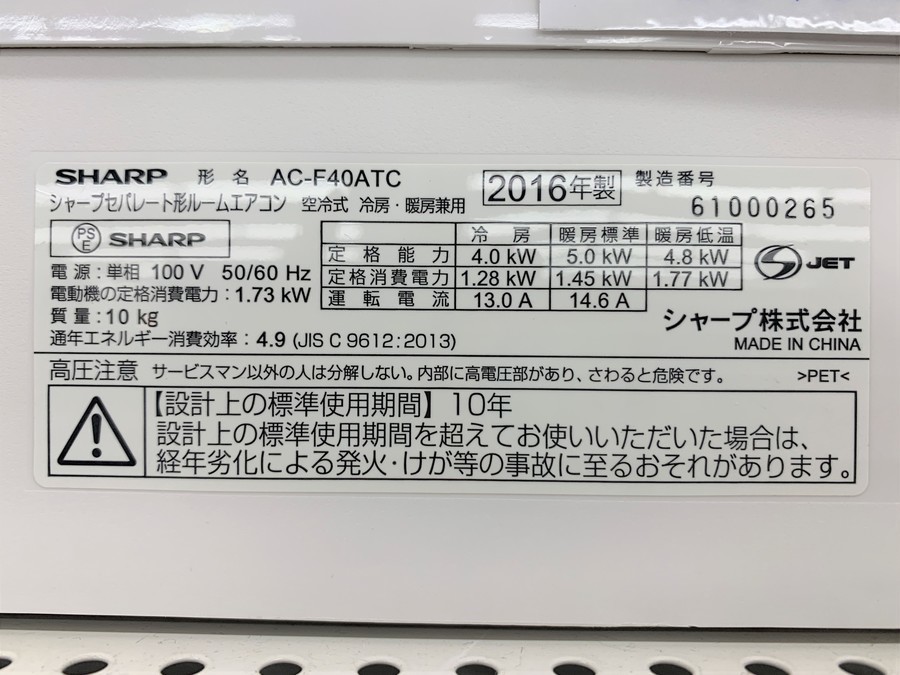 SHARP 形名 AC-F40ATC 2016年製 製造番号
シャープセパレート形ルームエアコン 空冷式 冷房・暖房兼用 61000265
PS E SHARP
電源:単相 100 V 50/60 Hz
電動機の定格消費電力:1.73 kW
質量:10 kg
通年エネルギー消費効率:4.9 (JIS C 9612:2013)
冷房 暖房標準 暖房低温
定格能力 4.0 kW 5.0 kW 4.8 kW
定格消費電力 1.28 kW 1.45 kW 1.77 kW
運転電流 13.0 A 14.6 A
S JET
シャープ株式会社
MADE IN CHINA
高圧注意 サービスマン以外の人は分解しない。内部に高電圧部があり、さわると危険です。 >PET<
【設計上の標準使用期間】10年
設計上の標準使用期間を超えてお使いいただいた場合は、
経年劣化による発火・けが等の事故に至るおそれがあります。